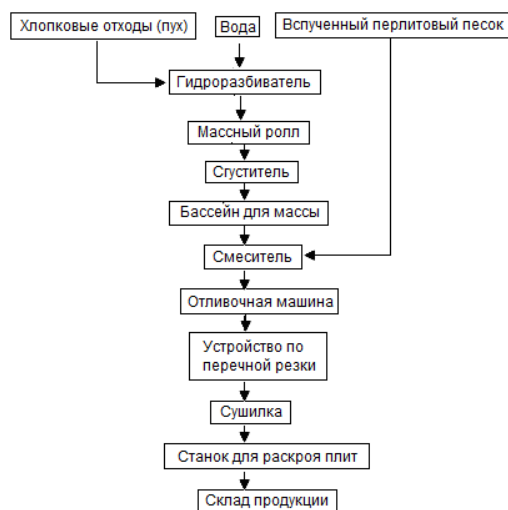 Хлопковые отходы (пух)
Вода
Вспученный перлитовый песок
Гидроразбиватель
Массный ролл
Сгуститель
Бассейн для массы
Смеситель
Отливочная машина
Устройство по
перечной резки
Сушилка
Станок для раскроя плит
Склад продукции